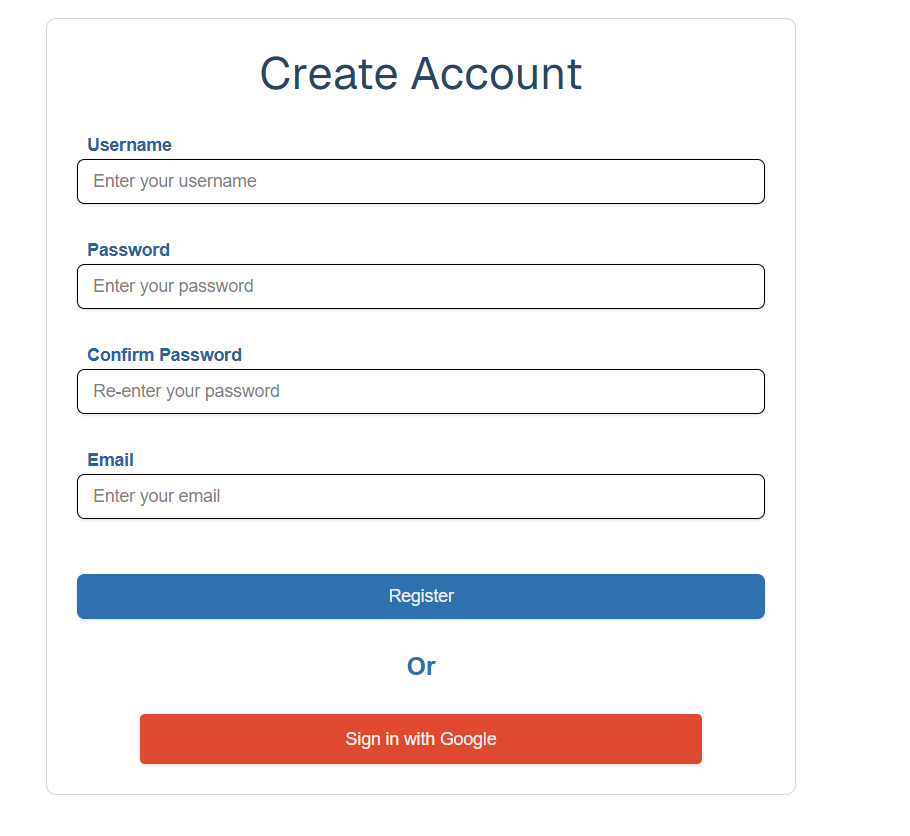 Create Account
Username
Enter your username
Password
Enter your password
Confirm Password
Re-enter your password
Email
Enter your email
Register
Or
Sign in with Google